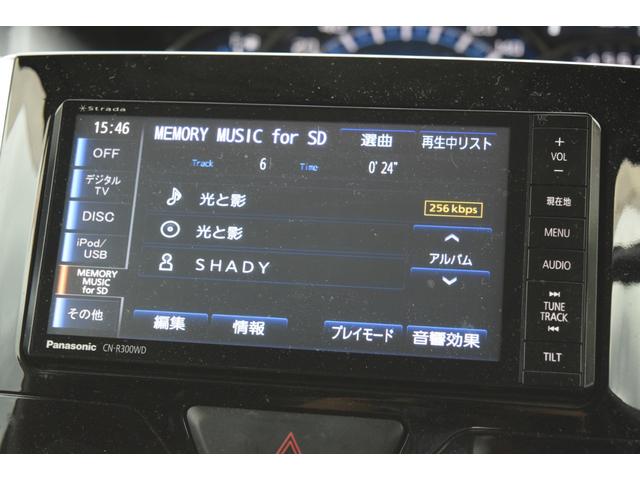 Strada
MIC
15:46
MEMORY MUSIC for SD
選曲
再生中リスト
Track 6 Time 0' 24"
OFF
デジタル
TV
DISC
iPod/
USB
MEMORY
MUSIC
for SD
その他
光と影
256 kbps
光と影
アルバム
SHADY
編集
情報
プレイモード
音響効果
+
VOL
−
現在地
MENU
AUDIO
TUNE
TRACK
TILT
Panasonic CN-R300WD